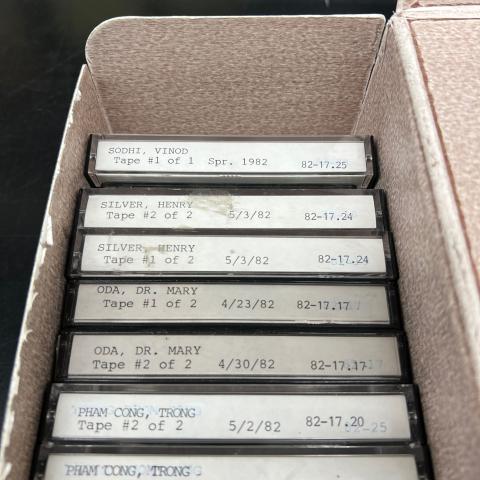 SODHI, VINOD
Tape #1 of 1 Spr. 1982 82-17.25
SILVER, HENRY
Tape #2 of 2 5/3/82 82-17.24
SILVER, HENRY
Tape #1 of 2 5/3/82 82-17.24
ODA, DR. MARY
Tape #1 of 2 4/23/82 82-17.17
ODA, DR. MARY
Tape #2 of 2 4/30/82 82-17.17
PHAM CONG, TRONG
Tape #2 of 2 5/2/82 82-17.20
PHAM CONG, TRONG